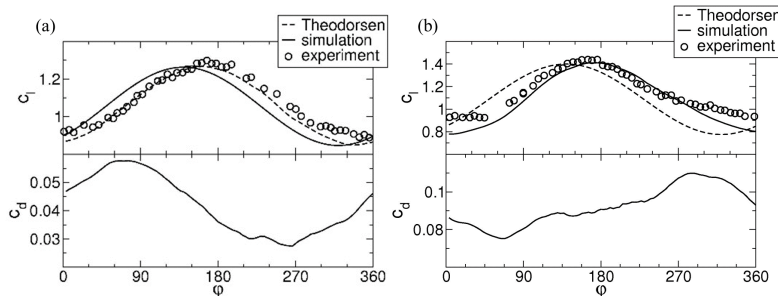 (a)
Theodorsen
simulation
experiment
1.2
1
c_l
0.05
0.04
0.03
c_d
0 90 180 270 360
φ
(b)
Theodorsen
simulation
experiment
1.4
1.2
1
0.8
c_l
0.1
0.08
c_d
0 90 180 270 360
φ